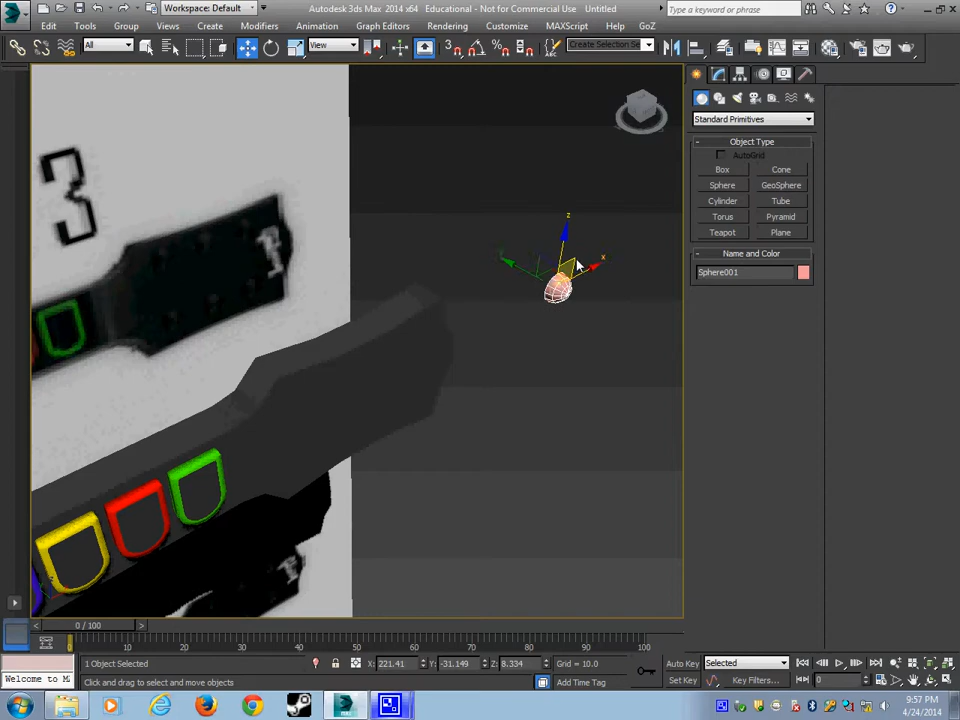 Workspace: Default
Autodesk 3ds Max 2014 x64    Educational - Not for Commercial Use    Untitled
Type a keyword or phrase
Edit Tools Group Views Create Modifiers Animation Graph Editors Rendering Customize MAXScript Help GoZ
All
View
3
Create Selection Se
Standard Primitives
- Object Type
AutoGrid
Box Cone
Sphere GeoSphere
Cylinder Tube
Torus Pyramid
Teapot Plane
- Name and Color
Sphere001
3
z
x
< 0 / 100 >
10 20 30 40 50 60 70 80 90 100
1 Object Selected
X: 221.41 Y: -31.149 Z: 8.334 Grid = 10.0
Auto Key Selected
Welcome to M
Click and drag to select and move objects
Add Time Tag
Set Key Key Filters... 0
9:57 PM
4/24/2014